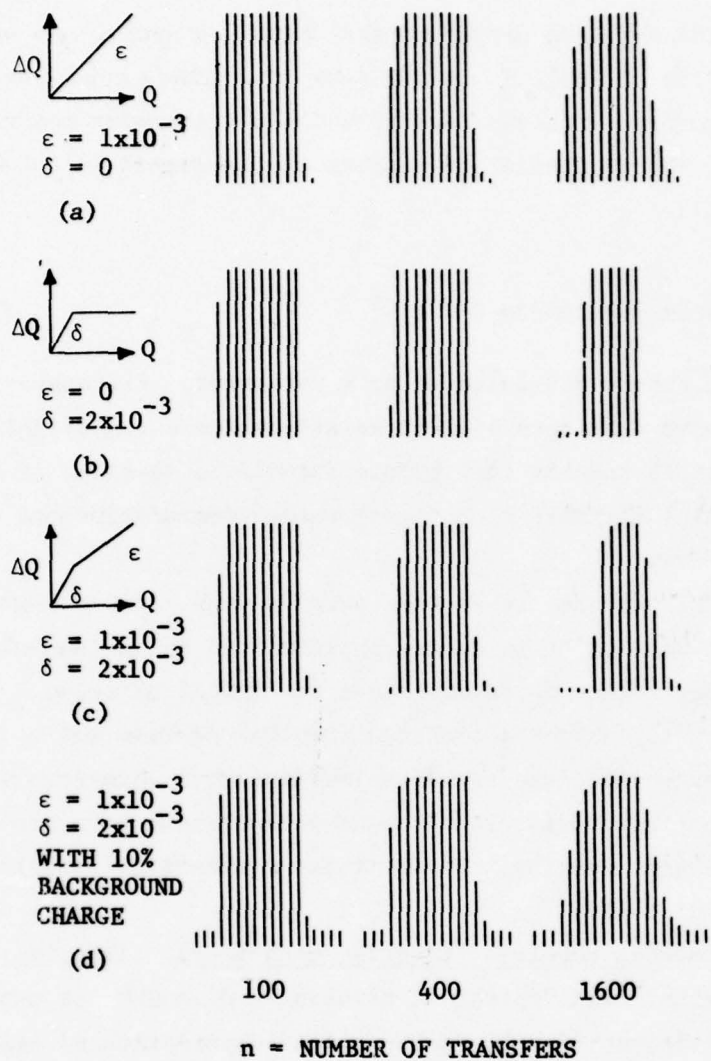 ΔQ
ε
Q
ε = 1x10⁻³
δ = 0
(a)
ΔQ
δ
Q
ε = 0
δ =2x10⁻³
(b)
ΔQ
ε
δ
Q
ε = 1x10⁻³
δ = 2x10⁻³
(c)
ε = 1x10⁻³
δ = 2x10⁻³
WITH 10%
BACKGROUND
CHARGE
(d)
100 400 1600
n = NUMBER OF TRANSFERS